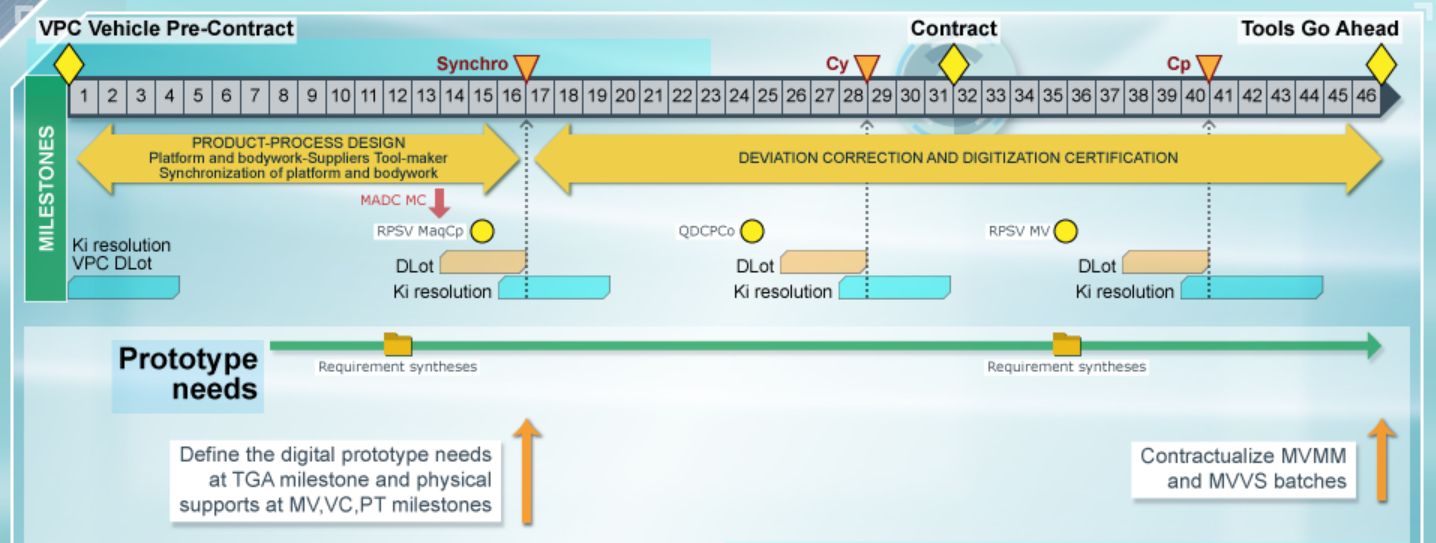 VPC Vehicle Pre-Contract
Contract
Tools Go Ahead
Synchro
Cy
Cp
1 2 3 4 5 6 7 8 9 10 11 12 13 14 15 16 17 18 19 20 21 22 23 24 25 26 27 28 29 30 31 32 33 34 35 36 37 38 39 40 41 42 43 44 45 46
MILESTONES
PRODUCT-PROCESS DESIGN
Platform and bodywork-Suppliers Tool-maker
Synchronization of platform and bodywork
DEVIATION CORRECTION AND DIGITIZATION CERTIFICATION
MADC MC
RPSV MaqCp
QDCPCo
RPSV MV
Ki resolution
VPC DLot
DLot
DLot
DLot
Ki resolution
Ki resolution
Ki resolution
Prototype
needs
Requirement syntheses
Requirement syntheses
Define the digital prototype needs
at TGA milestone and physical
supports at MV,VC,PT milestones
Contractualize MVMM
and MVVS batches